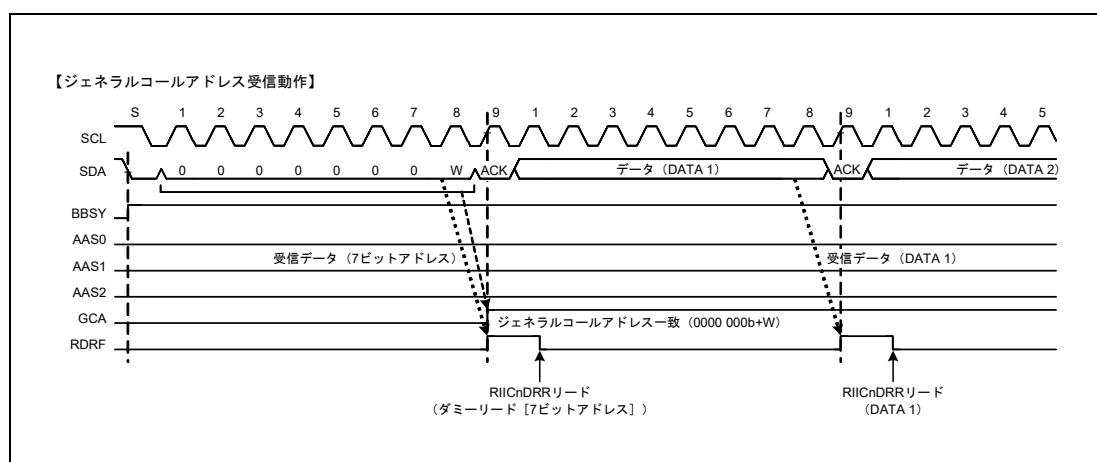 【ジェネラルコールアドレス受信動作】
S 1 2 3 4 5 6 7 8 9 1 2 3 4 5 6 7 8 9 1 2 3 4 5
SCL
SDA 0 0 0 0 0 0 0 W ACK データ（DATA 1） ACK データ（DATA 2）
BBSY
AAS0
受信データ（7ビットアドレス） 受信データ（DATA 1）
AAS1
AAS2
GCA ジェネラルコールアドレス一致（0000 000b+W）
RDRF
RIICnDRRリード RIICnDRRリード
（ダミーリード［7ビットアドレス］） （DATA 1）